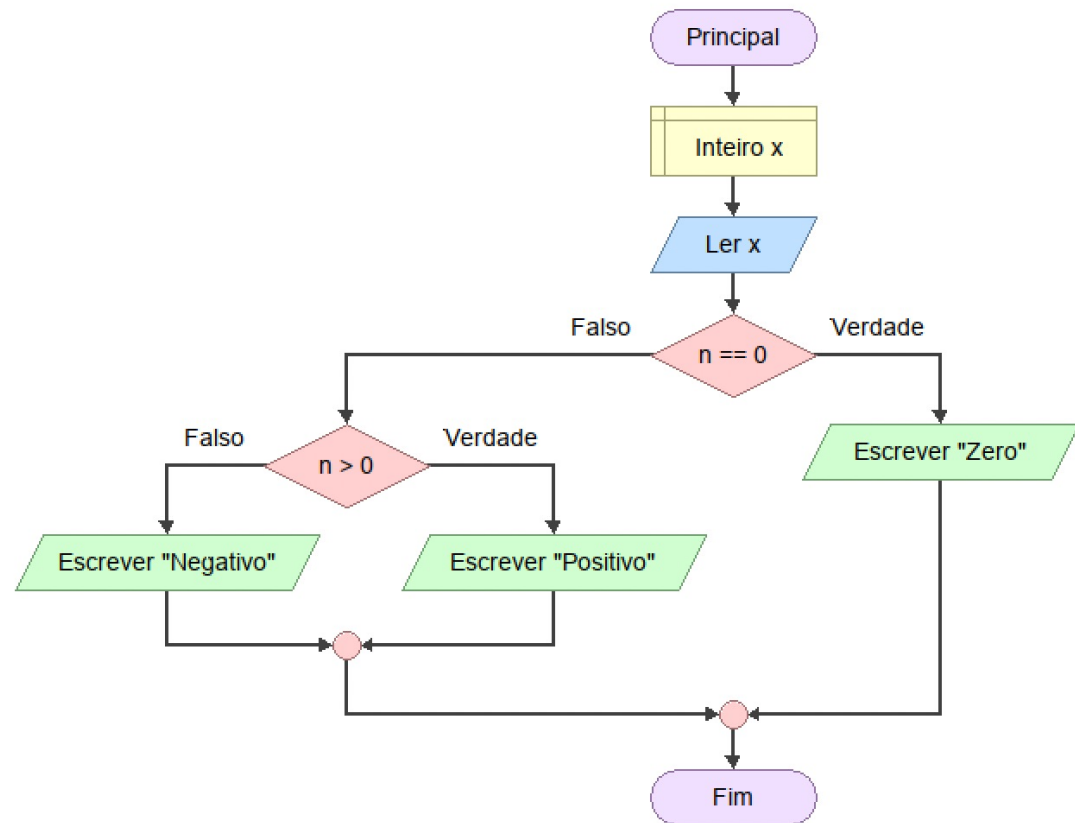 Principal
Inteiro x
Ler x
Falso
Verdade
n == 0
Falso
Verdade
n > 0
Escrever "Zero"
Escrever "Negativo"
Escrever "Positivo"
Fim